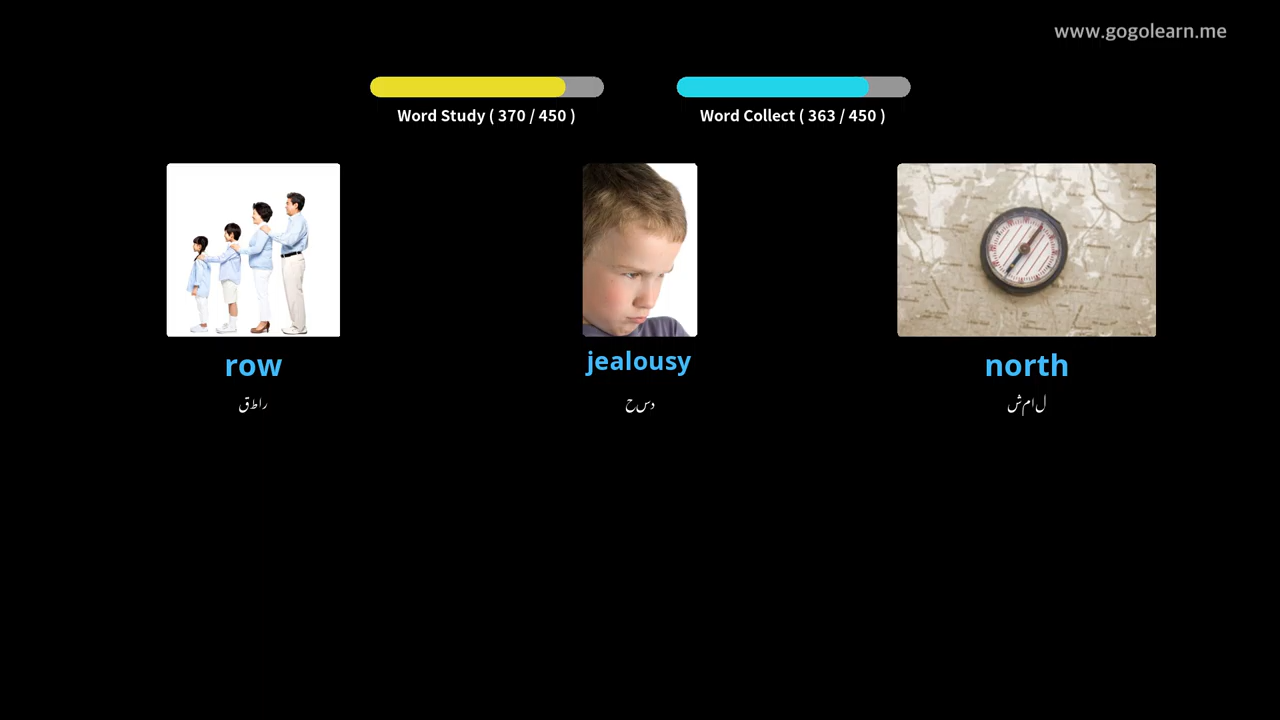 www.gogolearn.me
Word Study ( 370 / 450 )
Word Collect ( 363 / 450 )
row
jealousy
north
قطار
حسد
شمال